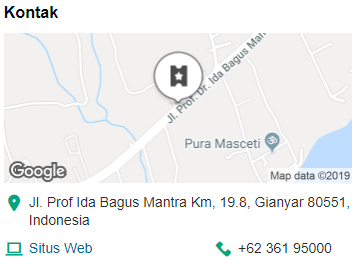 Kontak
Jl. Prof. Dr. Ida Bagus Man
Pura Masceti
Google
Map data ©2019
Jl. Prof Ida Bagus Mantra Km, 19.8, Gianyar 80551,
Indonesia
Situs Web
+62 361 95000